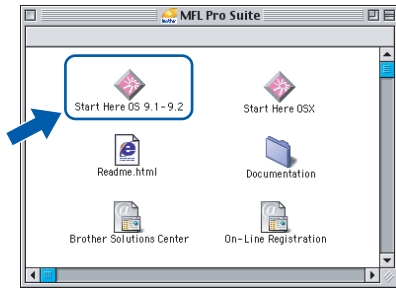 brother MFL Pro Suite
Start Here OS 9.1-9.2
Start Here OSX
Readme.html
Documentation
Brother Solutions Center
On-Line Registration